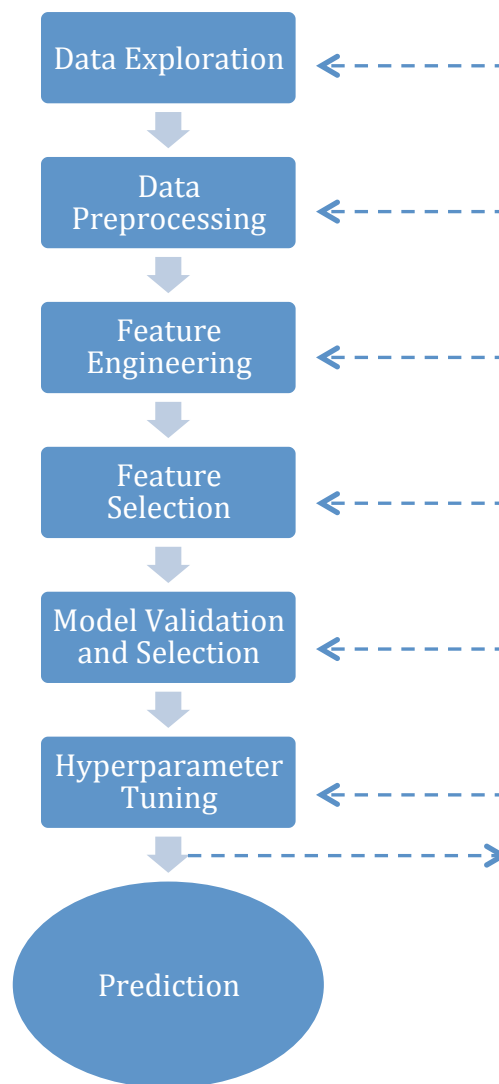 Data Exploration
Data
Preprocessing
Feature
Engineering
Feature
Selection
Model Validation
and Selection
Hyperparameter
Tuning
Prediction